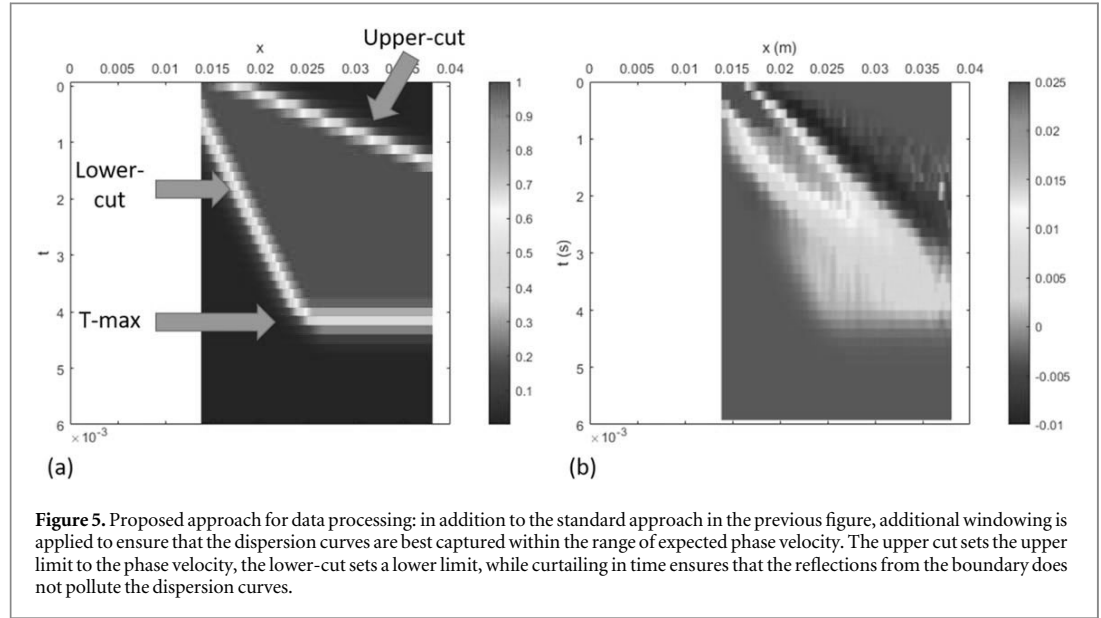 x
Upper-cut
0 0.005 0.01 0.015 0.02 0.025 0.03 0.035 0.04
0
1
2
3
4
5
6
t
× 10⁻³
Lower-
cut
T-max
1
0.9
0.8
0.7
0.6
0.5
0.4
0.3
0.2
0.1
(a)
x (m)
0 0.005 0.01 0.015 0.02 0.025 0.03 0.035 0.04
0
1
2
3
4
5
6
t (s)
× 10⁻³
0.025
0.02
0.015
0.01
0.005
0
-0.005
-0.01
(b)
Figure 5. Proposed approach for data processing: in addition to the standard approach in the previous figure, additional windowing is
applied to ensure that the dispersion curves are best captured within the range of expected phase velocity. The upper cut sets the upper
limit to the phase velocity, the lower-cut sets a lower limit, while curtailing in time ensures that the reflections from the boundary does
not pollute the dispersion curves.